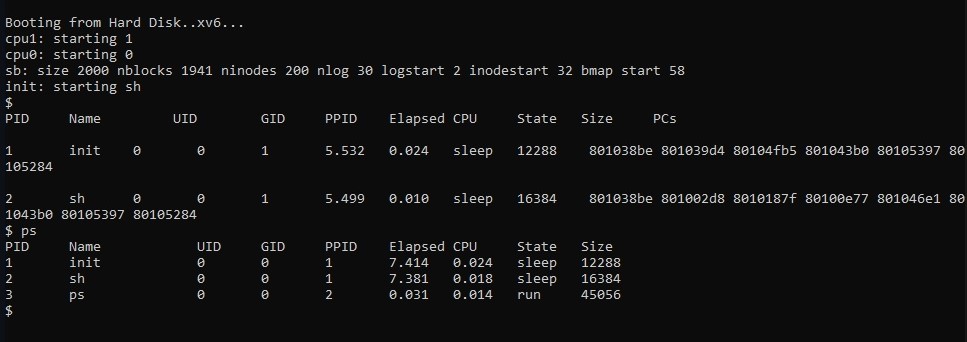 Booting from Hard Disk..xv6...
cpu1: starting 1
cpu0: starting 0
sb: size 2000 nblocks 1941 ninodes 200 nlog 30 logstart 2 inodestart 32 bmap start 58
init: starting sh
$
PID     Name         UID        GID     PPID    Elapsed CPU     State   Size     PCs
1       init    0       0       1       5.532   0.024   sleep   12288    801038be 801039d4 80104fb5 801043b0 80105397 80
105284
2       sh      0       0       1       5.499   0.010   sleep   16384    801038be 801002d8 8010187f 80100e77 801046e1 80
1043b0 80105397 80105284
$ ps
PID     Name            UID     GID     PPID    Elapsed CPU     State   Size
1       init            0       0       1       7.414   0.024   sleep   12288
2       sh              0       0       1       7.381   0.018   sleep   16384
3       ps              0       0       2       0.031   0.014   run     45056
$